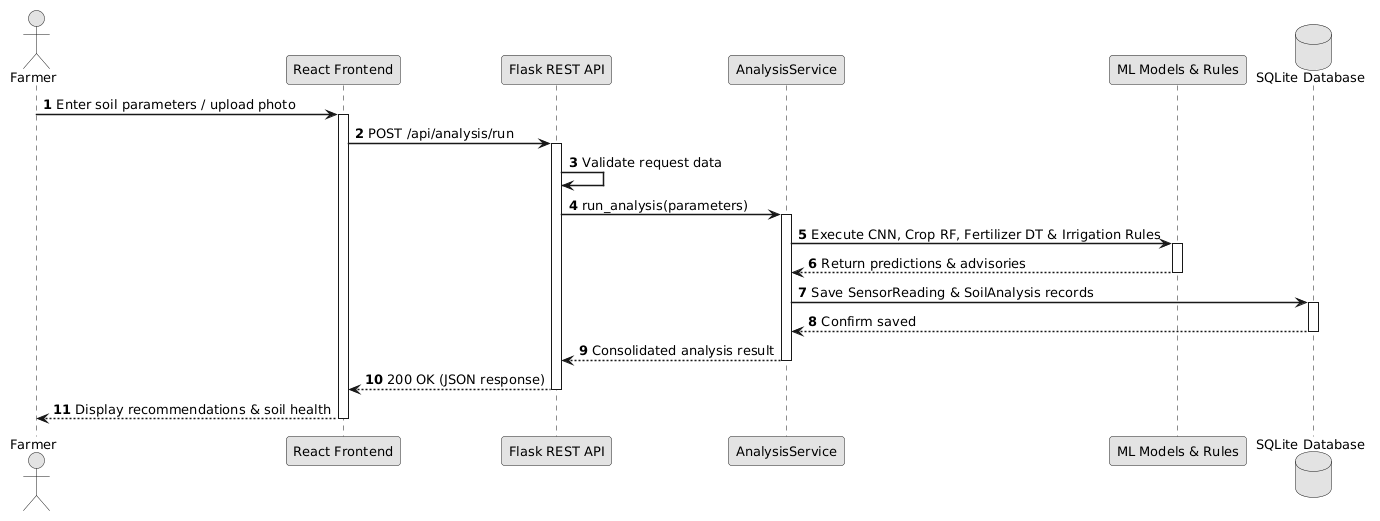 Farmer
React Frontend
Flask REST API
AnalysisService
ML Models & Rules
SQLite Database
1 Enter soil parameters / upload photo
2 POST /api/analysis/run
3 Validate request data
4 run_analysis(parameters)
5 Execute CNN, Crop RF, Fertilizer DT & Irrigation Rules
6 Return predictions & advisories
7 Save SensorReading & SoilAnalysis records
8 Confirm saved
9 Consolidated analysis result
10 200 OK (JSON response)
11 Display recommendations & soil health
Farmer
React Frontend
Flask REST API
AnalysisService
ML Models & Rules
SQLite Database